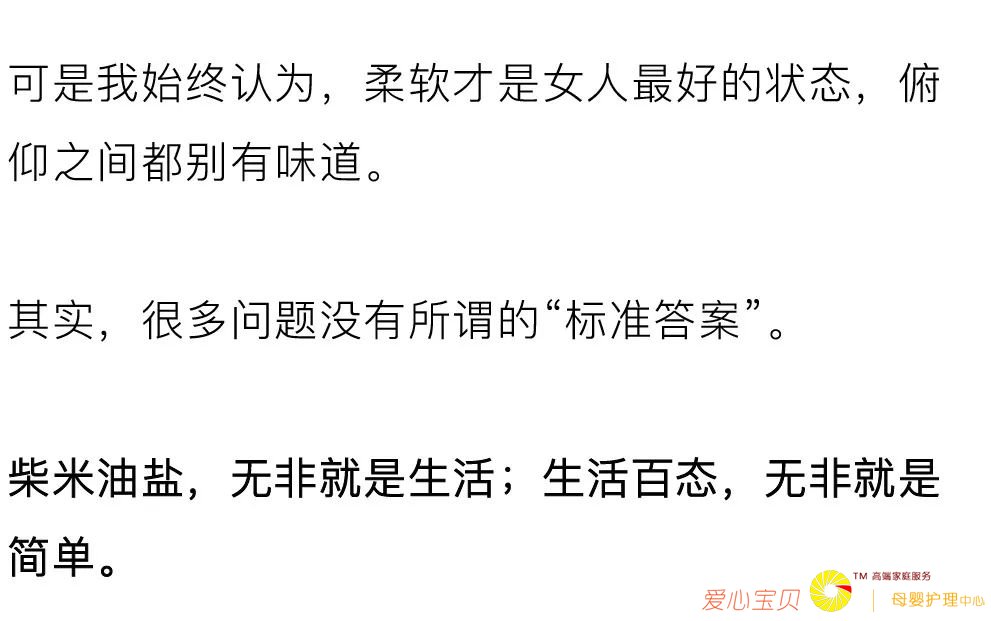 可是我始终认为，柔软才是女人最好的状态，俯
仰之间都别有味道。
其实，很多问题没有所谓的“标准答案”。
柴米油盐，无非就是生活；生活百态，无非就是
简单。
爱心宝贝 TM 高端家庭服务 | 母婴护理中心